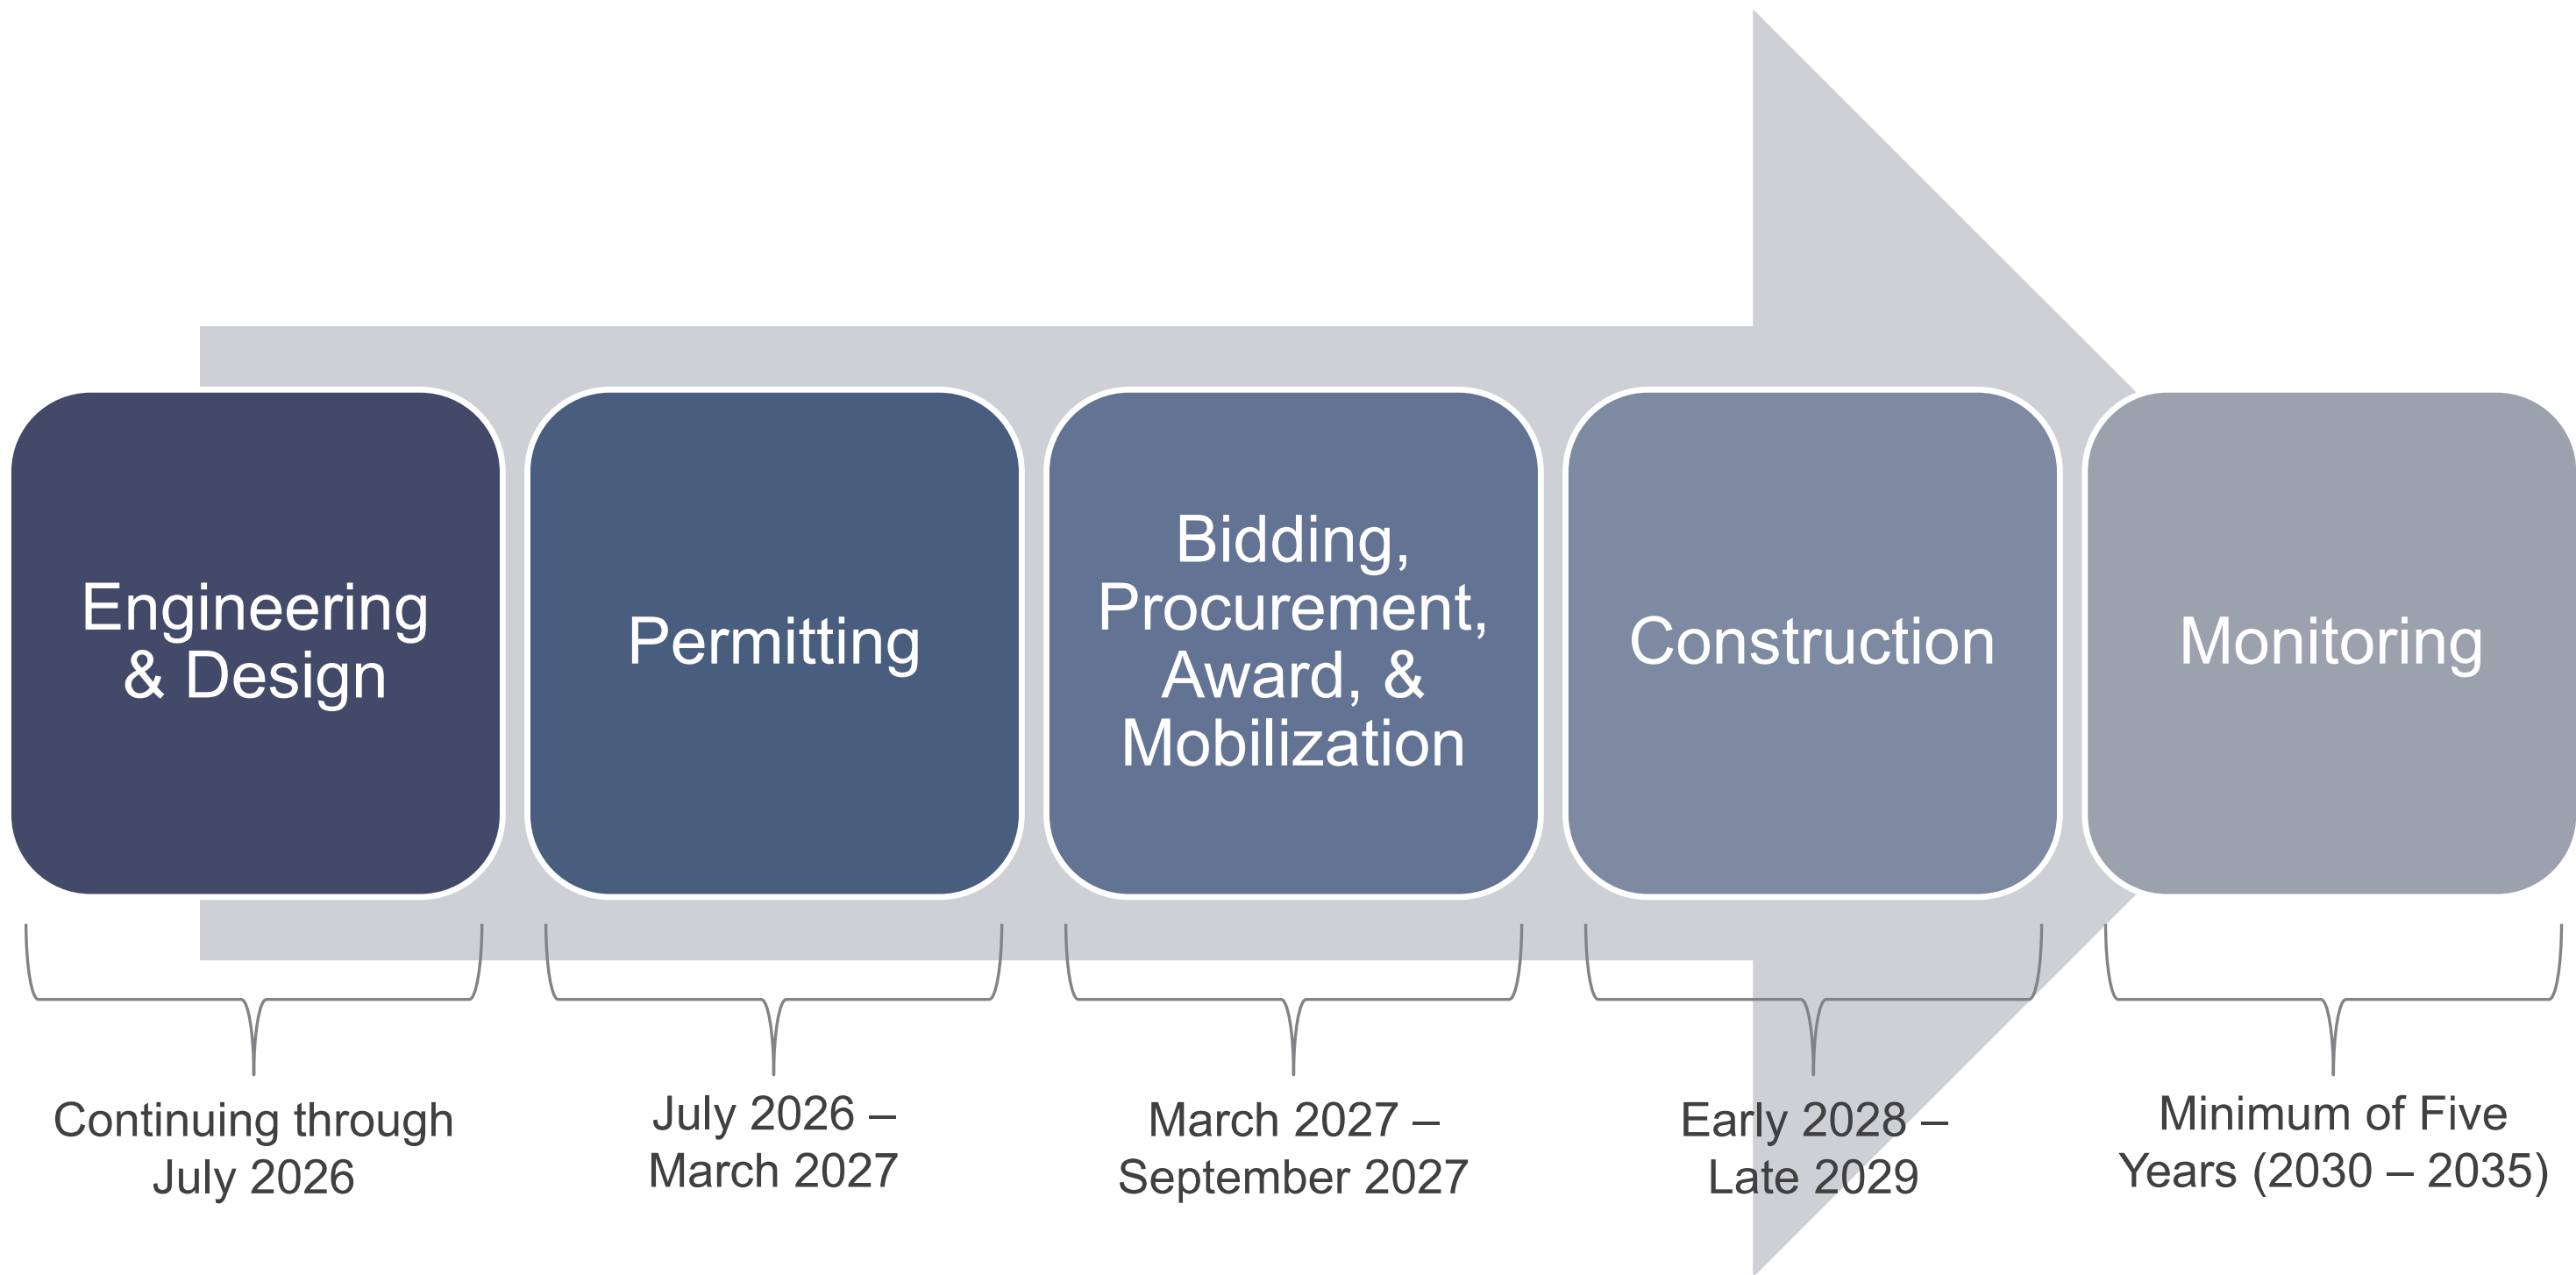 Engineering
& Design
Permitting
Bidding,
Procurement,
Award, &
Mobilization
Construction
Monitoring
Continuing through
July 2026
July 2026 –
March 2027
March 2027 –
September 2027
Early 2028 –
Late 2029
Minimum of Five
Years (2030 – 2035)